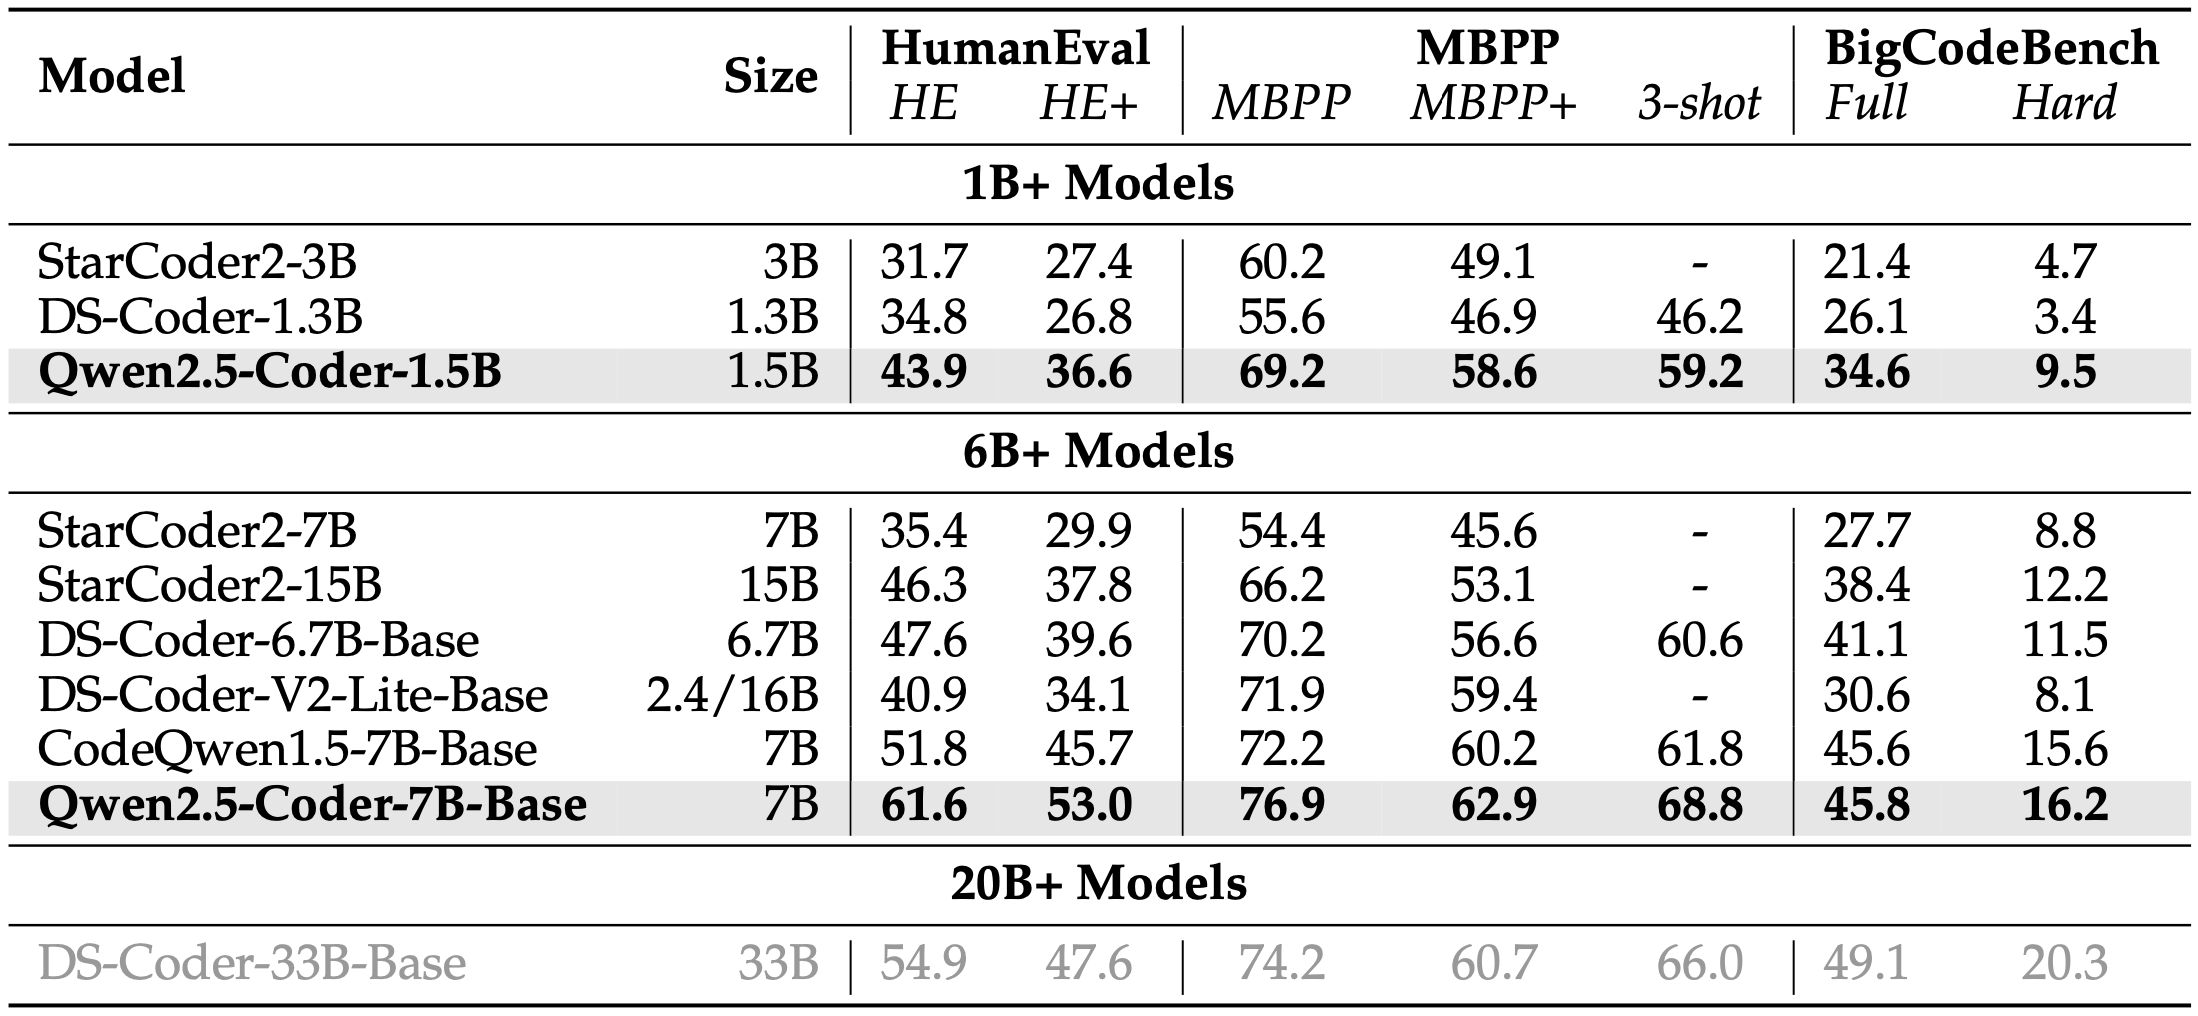 Model Size HumanEval MBPP BigCodeBench
HE HE+ MBPP MBPP+ 3-shot Full Hard
1B+ Models
StarCoder2-3B 3B 31.7 27.4 60.2 49.1 - 21.4 4.7
DS-Coder-1.3B 1.3B 34.8 26.8 55.6 46.9 46.2 26.1 3.4
Qwen2.5-Coder-1.5B 1.5B 43.9 36.6 69.2 58.6 59.2 34.6 9.5
6B+ Models
StarCoder2-7B 7B 35.4 29.9 54.4 45.6 - 27.7 8.8
StarCoder2-15B 15B 46.3 37.8 66.2 53.1 - 38.4 12.2
DS-Coder-6.7B-Base 6.7B 47.6 39.6 70.2 56.6 60.6 41.1 11.5
DS-Coder-V2-Lite-Base 2.4/16B 40.9 34.1 71.9 59.4 - 30.6 8.1
CodeQwen1.5-7B-Base 7B 51.8 45.7 72.2 60.2 61.8 45.6 15.6
Qwen2.5-Coder-7B-Base 7B 61.6 53.0 76.9 62.9 68.8 45.8 16.2
20B+ Models
DS-Coder-33B-Base 33B 54.9 47.6 74.2 60.7 66.0 49.1 20.3